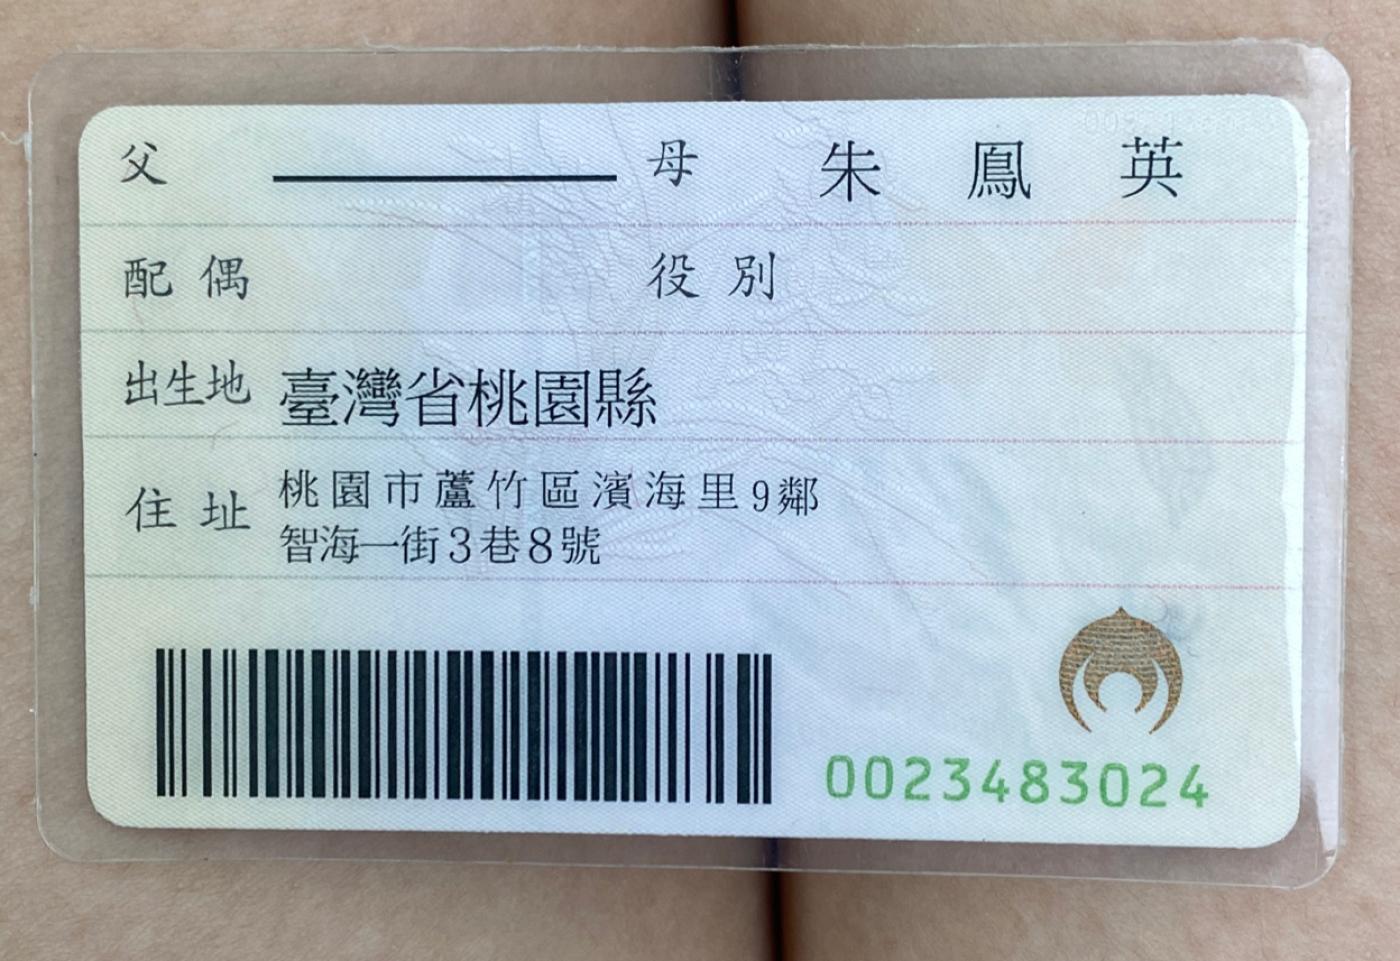 父 母 朱鳳英
配偶 役別
出生地 臺灣省桃園縣
住址 桃園市蘆竹區濱海里9鄰
智海一街3巷8號
0023483024